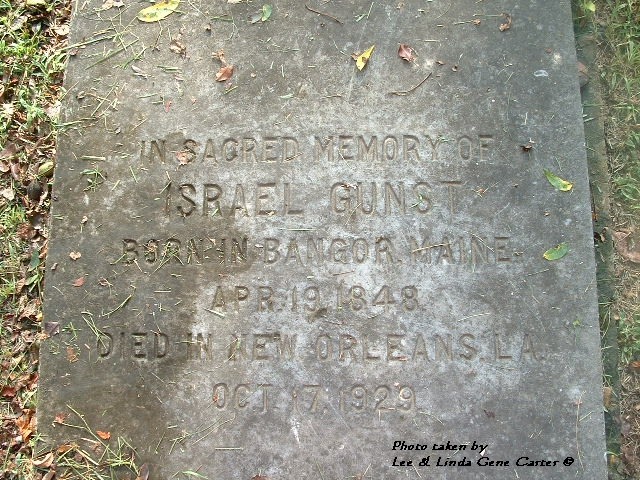 IN SACRED MEMORY OF
ISRAEL GUNST
BORN IN BANGOR, MAINE
APR. 19, 1848.
DIED IN NEW ORLEANS, LA.
OCT. 17, 1929.
Photo taken by
Lee & Linda Gene Carter ©